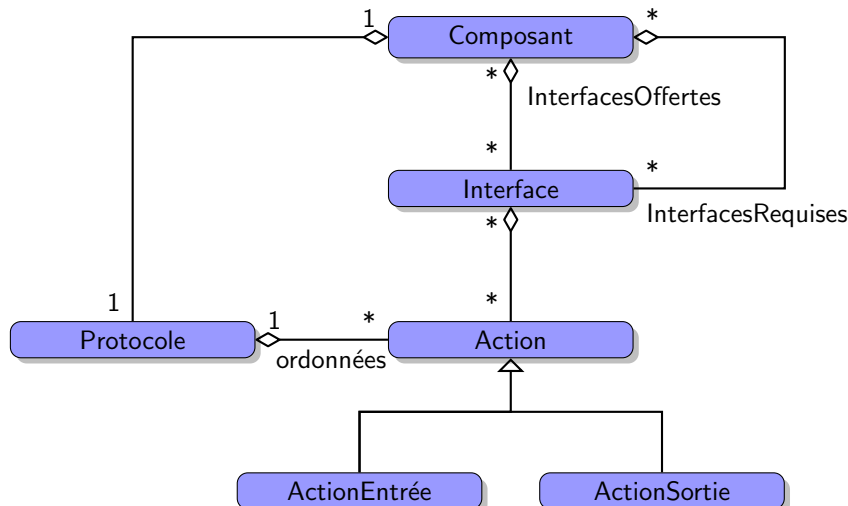 1
Composant
*
*
InterfacesOffertes
*
*
Interface
*
InterfacesRequises
1
*
Protocole
1
*
ordonnées
Action
ActionEntrée
ActionSortie